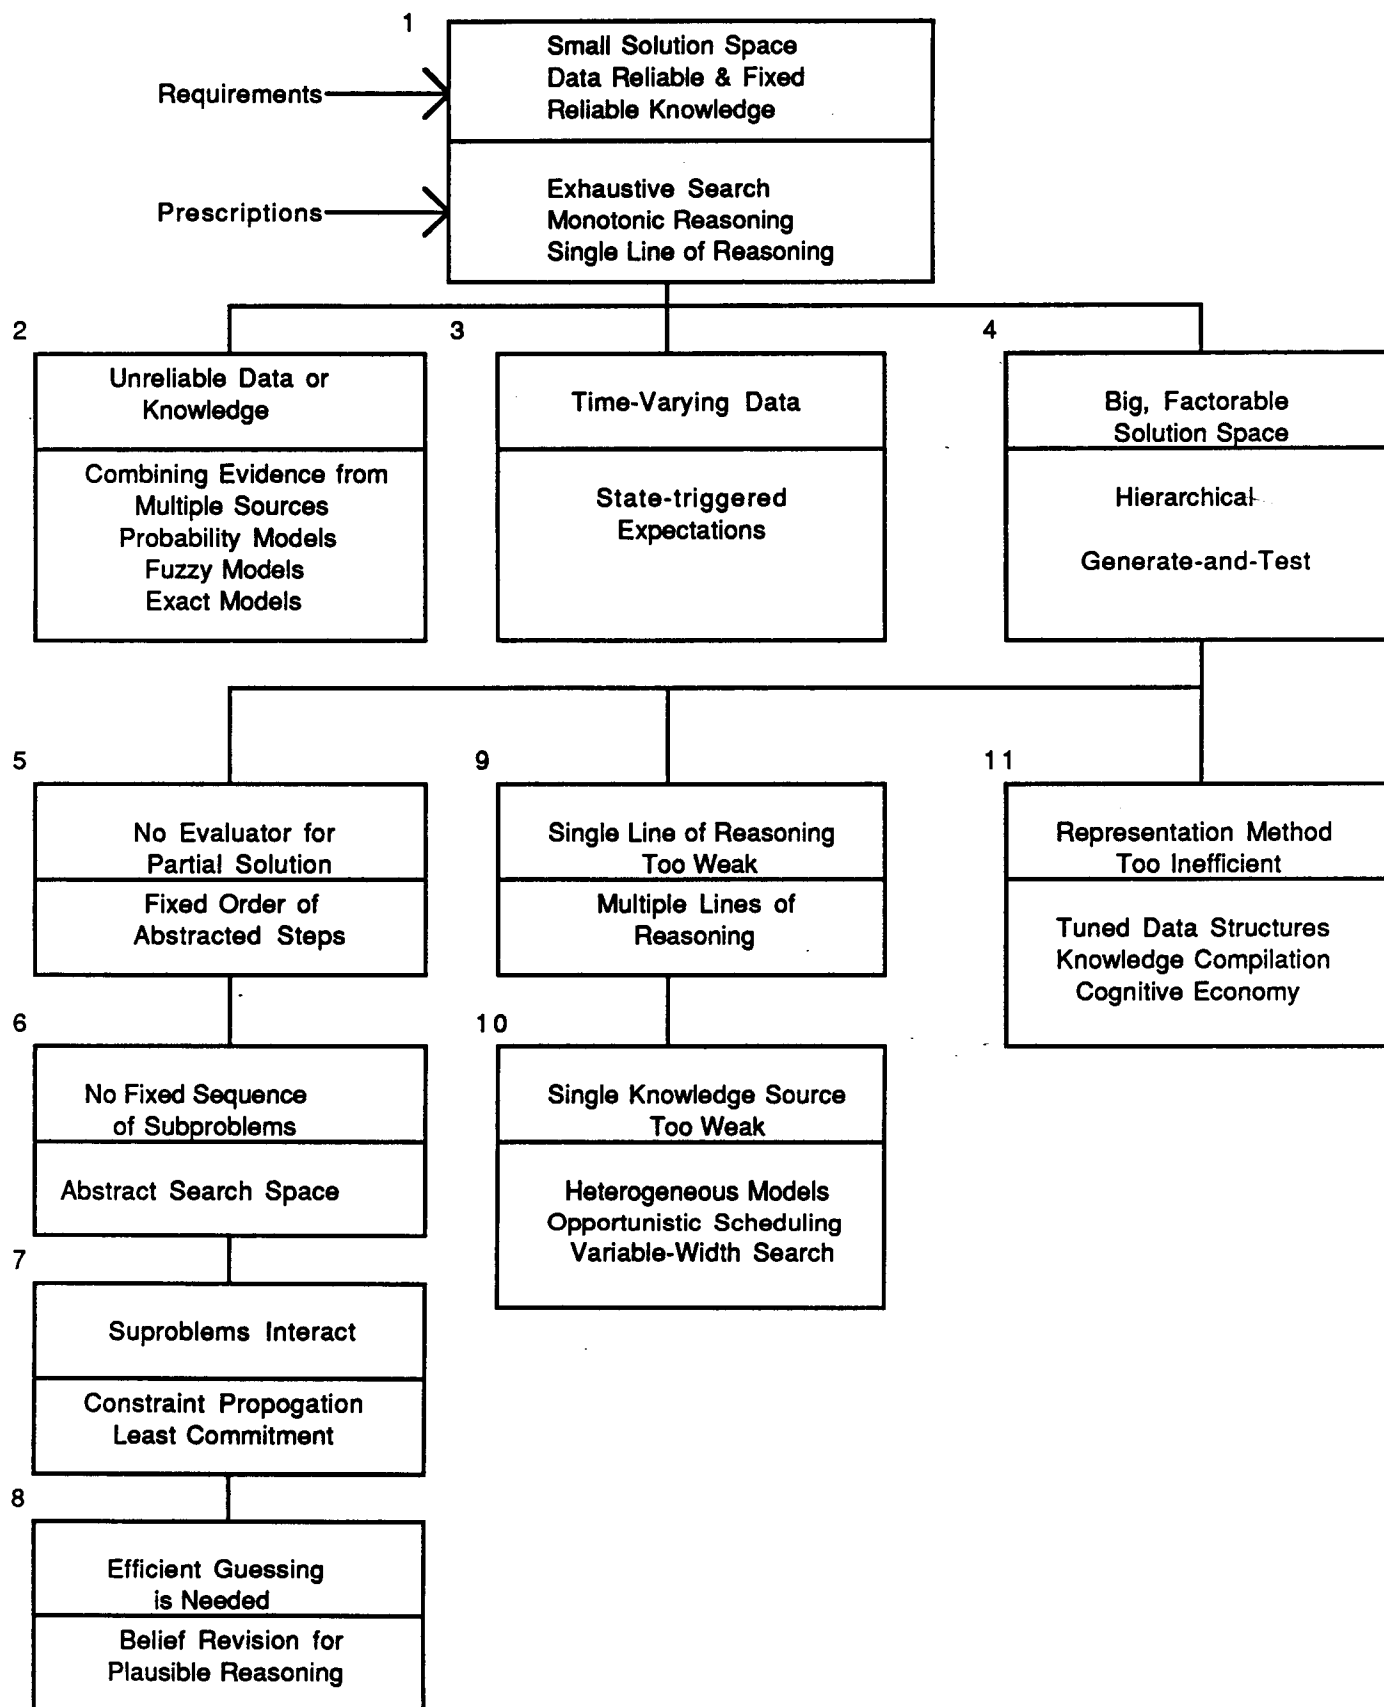 1
Small Solution Space
Data Reliable & Fixed
Reliable Knowledge
Requirements
Exhaustive Search
Monotonic Reasoning
Single Line of Reasoning
Prescriptions
2
Unreliable Data or
Knowledge
Combining Evidence from
Multiple Sources
Probability Models
Fuzzy Models
Exact Models
3
Time-Varying Data
State-triggered
Expectations
4
Big, Factorable
Solution Space
Hierarchical
Generate-and-Test
5
No Evaluator for
Partial Solution
Fixed Order of
Abstracted Steps
6
No Fixed Sequence
of Subproblems
Abstract Search Space
7
Suproblems Interact
Constraint Propogation
Least Commitment
8
Efficient Guessing
is Needed
Belief Revision for
Plausible Reasoning
9
Single Line of Reasoning
Too Weak
Multiple Lines of
Reasoning
10
Single Knowledge Source
Too Weak
Heterogeneous Models
Opportunistic Scheduling
Variable-Width Search
11
Representation Method
Too Inefficient
Tuned Data Structures
Knowledge Compilation
Cognitive Economy